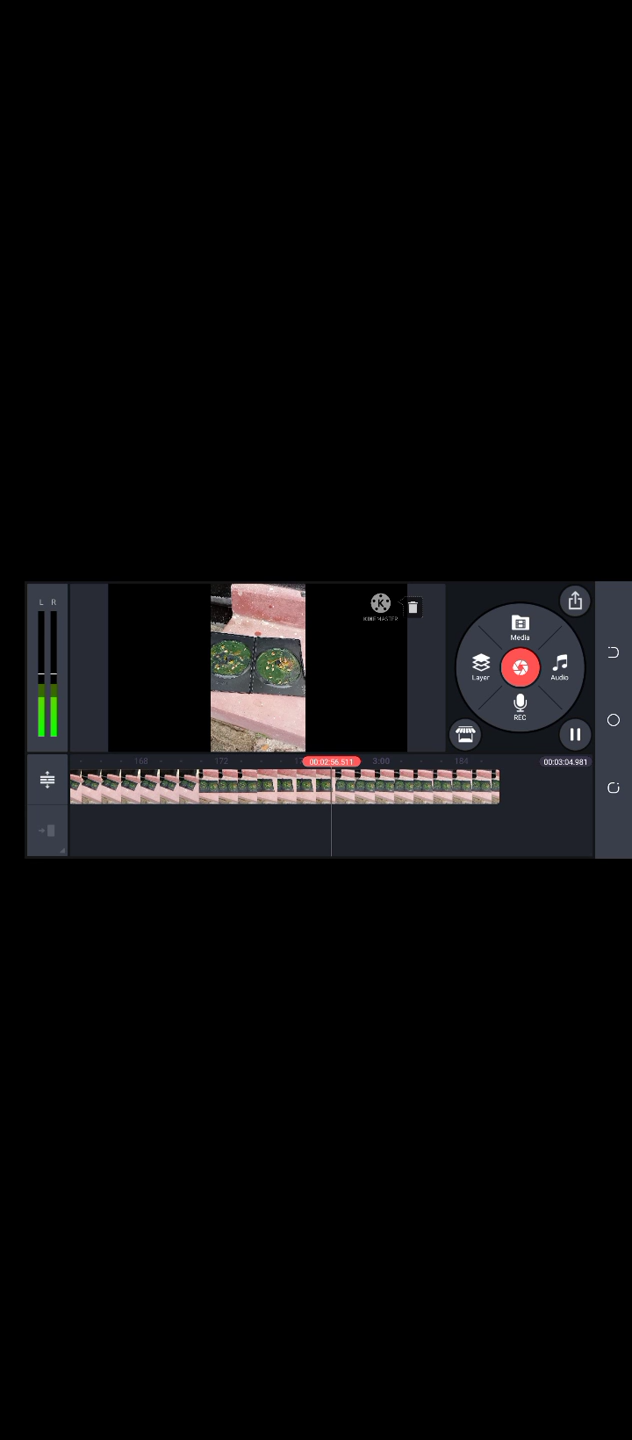 L R
KINEMASTER
Media
Layer
Audio
REC
168
172
00:02:56.511
3:00
184
00:03:04.981